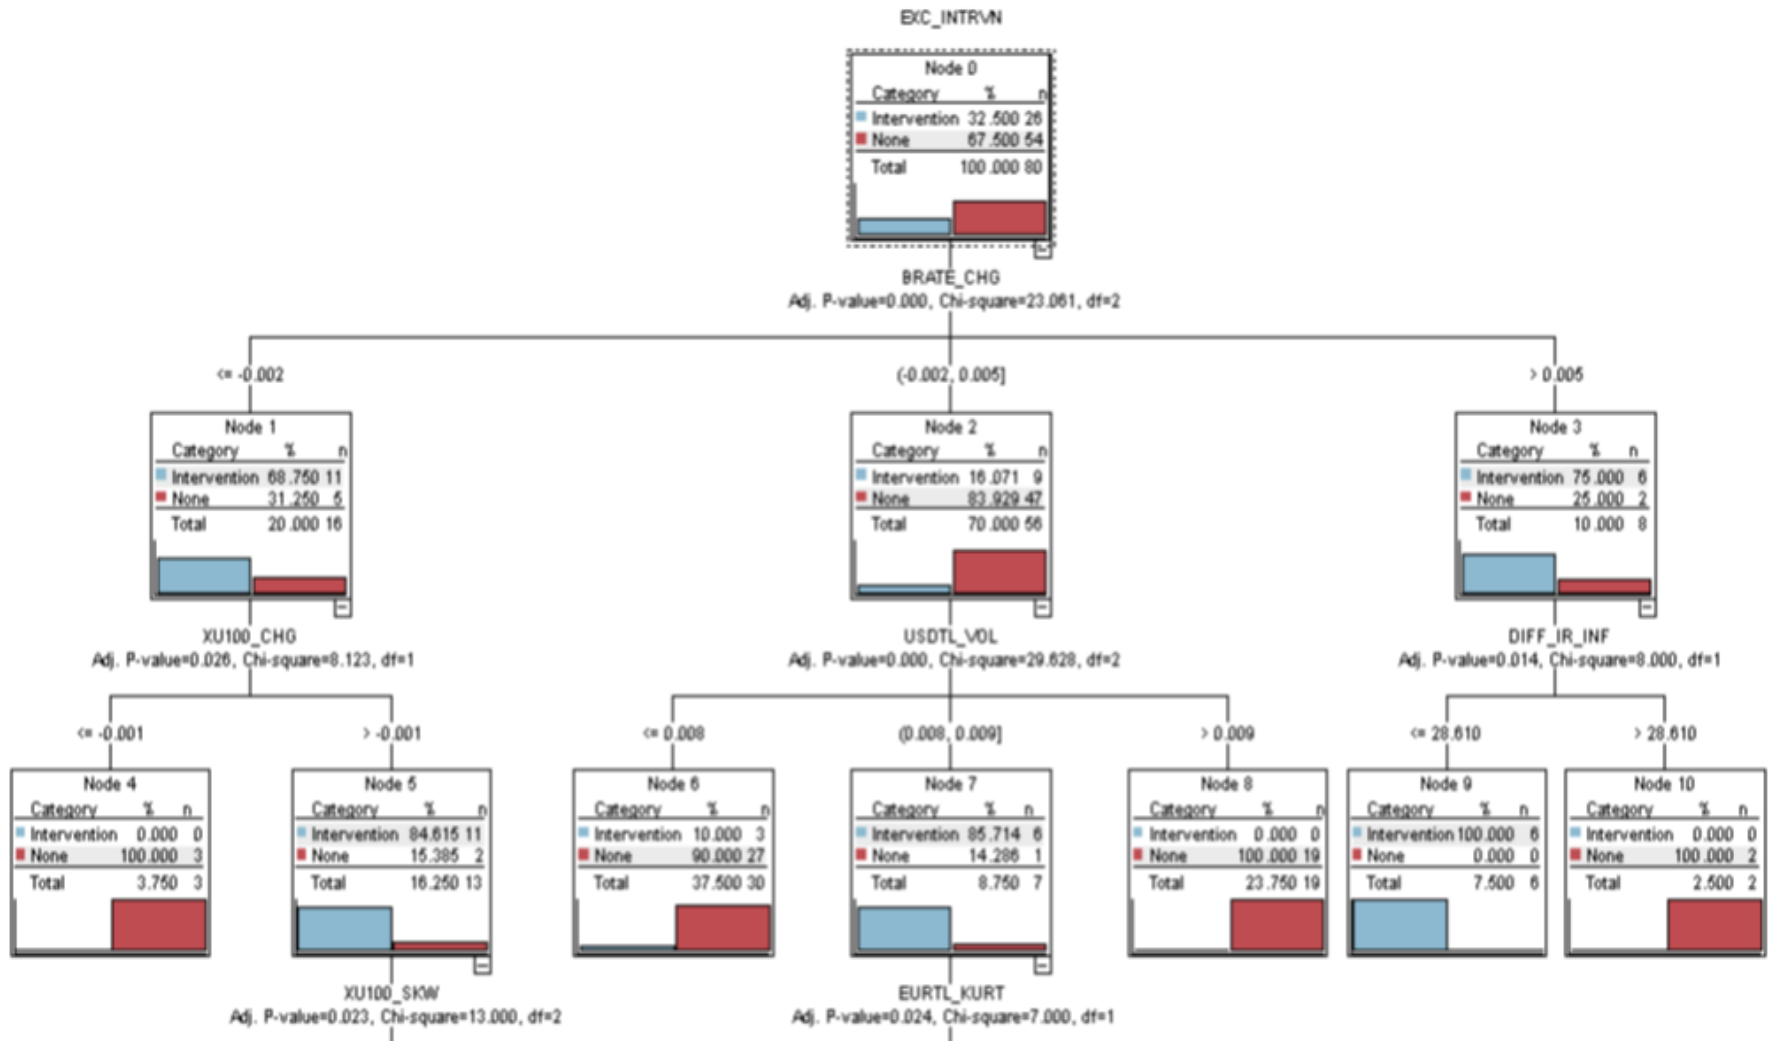 EXC_INTRVN
Node 0
Category % n
Intervention 32.500 26
None 67.500 54
Total 100.000 80
BRATE_CHG
Adj. P-value=0.000, Chi-square=23.061, df=2
<= -0.002
(-0.002, 0.005]
> 0.005
Node 1
Category % n
Intervention 68.750 11
None 31.250 5
Total 20.000 16
Node 2
Category % n
Intervention 16.071 9
None 83.929 47
Total 70.000 56
Node 3
Category % n
Intervention 75.000 6
None 25.000 2
Total 10.000 8
XU100_CHG
Adj. P-value=0.026, Chi-square=8.123, df=1
USDTL_VOL
Adj. P-value=0.000, Chi-square=29.628, df=2
DIFF_IR_INF
Adj. P-value=0.014, Chi-square=8.000, df=1
<= -0.001
> -0.001
<= 0.008
(0.008, 0.009]
> 0.009
<= 28.610
> 28.610
Node 4
Category % n
Intervention 0.000 0
None 100.000 3
Total 3.750 3
Node 5
Category % n
Intervention 84.615 11
None 15.385 2
Total 16.250 13
Node 6
Category % n
Intervention 10.000 3
None 90.000 27
Total 37.500 30
Node 7
Category % n
Intervention 85.714 6
None 14.286 1
Total 8.750 7
Node 8
Category % n
Intervention 0.000 0
None 100.000 19
Total 23.750 19
Node 9
Category % n
Intervention 100.000 6
None 0.000 0
Total 7.500 6
Node 10
Category % n
Intervention 0.000 0
None 100.000 2
Total 2.500 2
XU100_SKW
Adj. P-value=0.023, Chi-square=13.000, df=2
EURTL_KURT
Adj. P-value=0.024, Chi-square=7.000, df=1